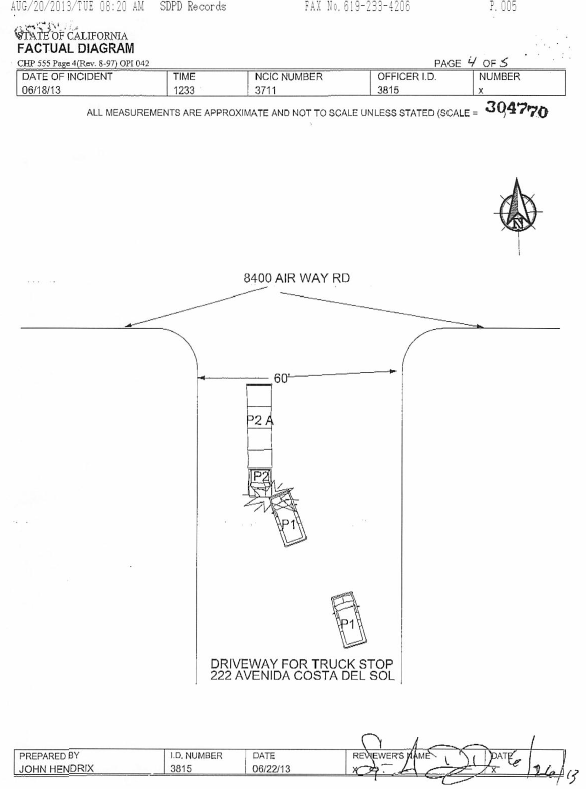 AUG/20/2013/TUE 08:20 AM SDPD Records FAX No. 619-233-4206 P. 005
STATE OF CALIFORNIA
FACTUAL DIAGRAM
CHP 555 Page 4(Rev. 8-97) OPI 042
PAGE 4 OF 5
DATE OF INCIDENT TIME NCIC NUMBER OFFICER I.D. NUMBER
06/18/13 1233 3711 3815 x
ALL MEASUREMENTS ARE APPROXIMATE AND NOT TO SCALE UNLESS STATED (SCALE = 304770
N
8400 AIR WAY RD
60'
P2 A
P2
P1
P1
DRIVEWAY FOR TRUCK STOP
222 AVENIDA COSTA DEL SOL
PREPARED BY I.D. NUMBER DATE REVIEWER'S NAME DATE
JOHN HENDRIX 3815 06/22/13 x x 6/26/13